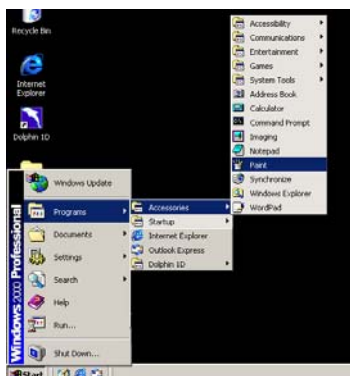 Recycle Bin
Internet
Explorer
Dolphin 1D
Windows 2000 Professional
Windows Update
Programs
Documents
Settings
Search
Help
Run...
Shut Down...
Start
Accessories
Startup
Internet Explorer
Outlook Express
Dolphin 1D
Accessibility
Communications
Entertainment
Games
System Tools
Address Book
Calculator
Command Prompt
Imaging
Notepad
Paint
Synchronize
Windows Explorer
WordPad